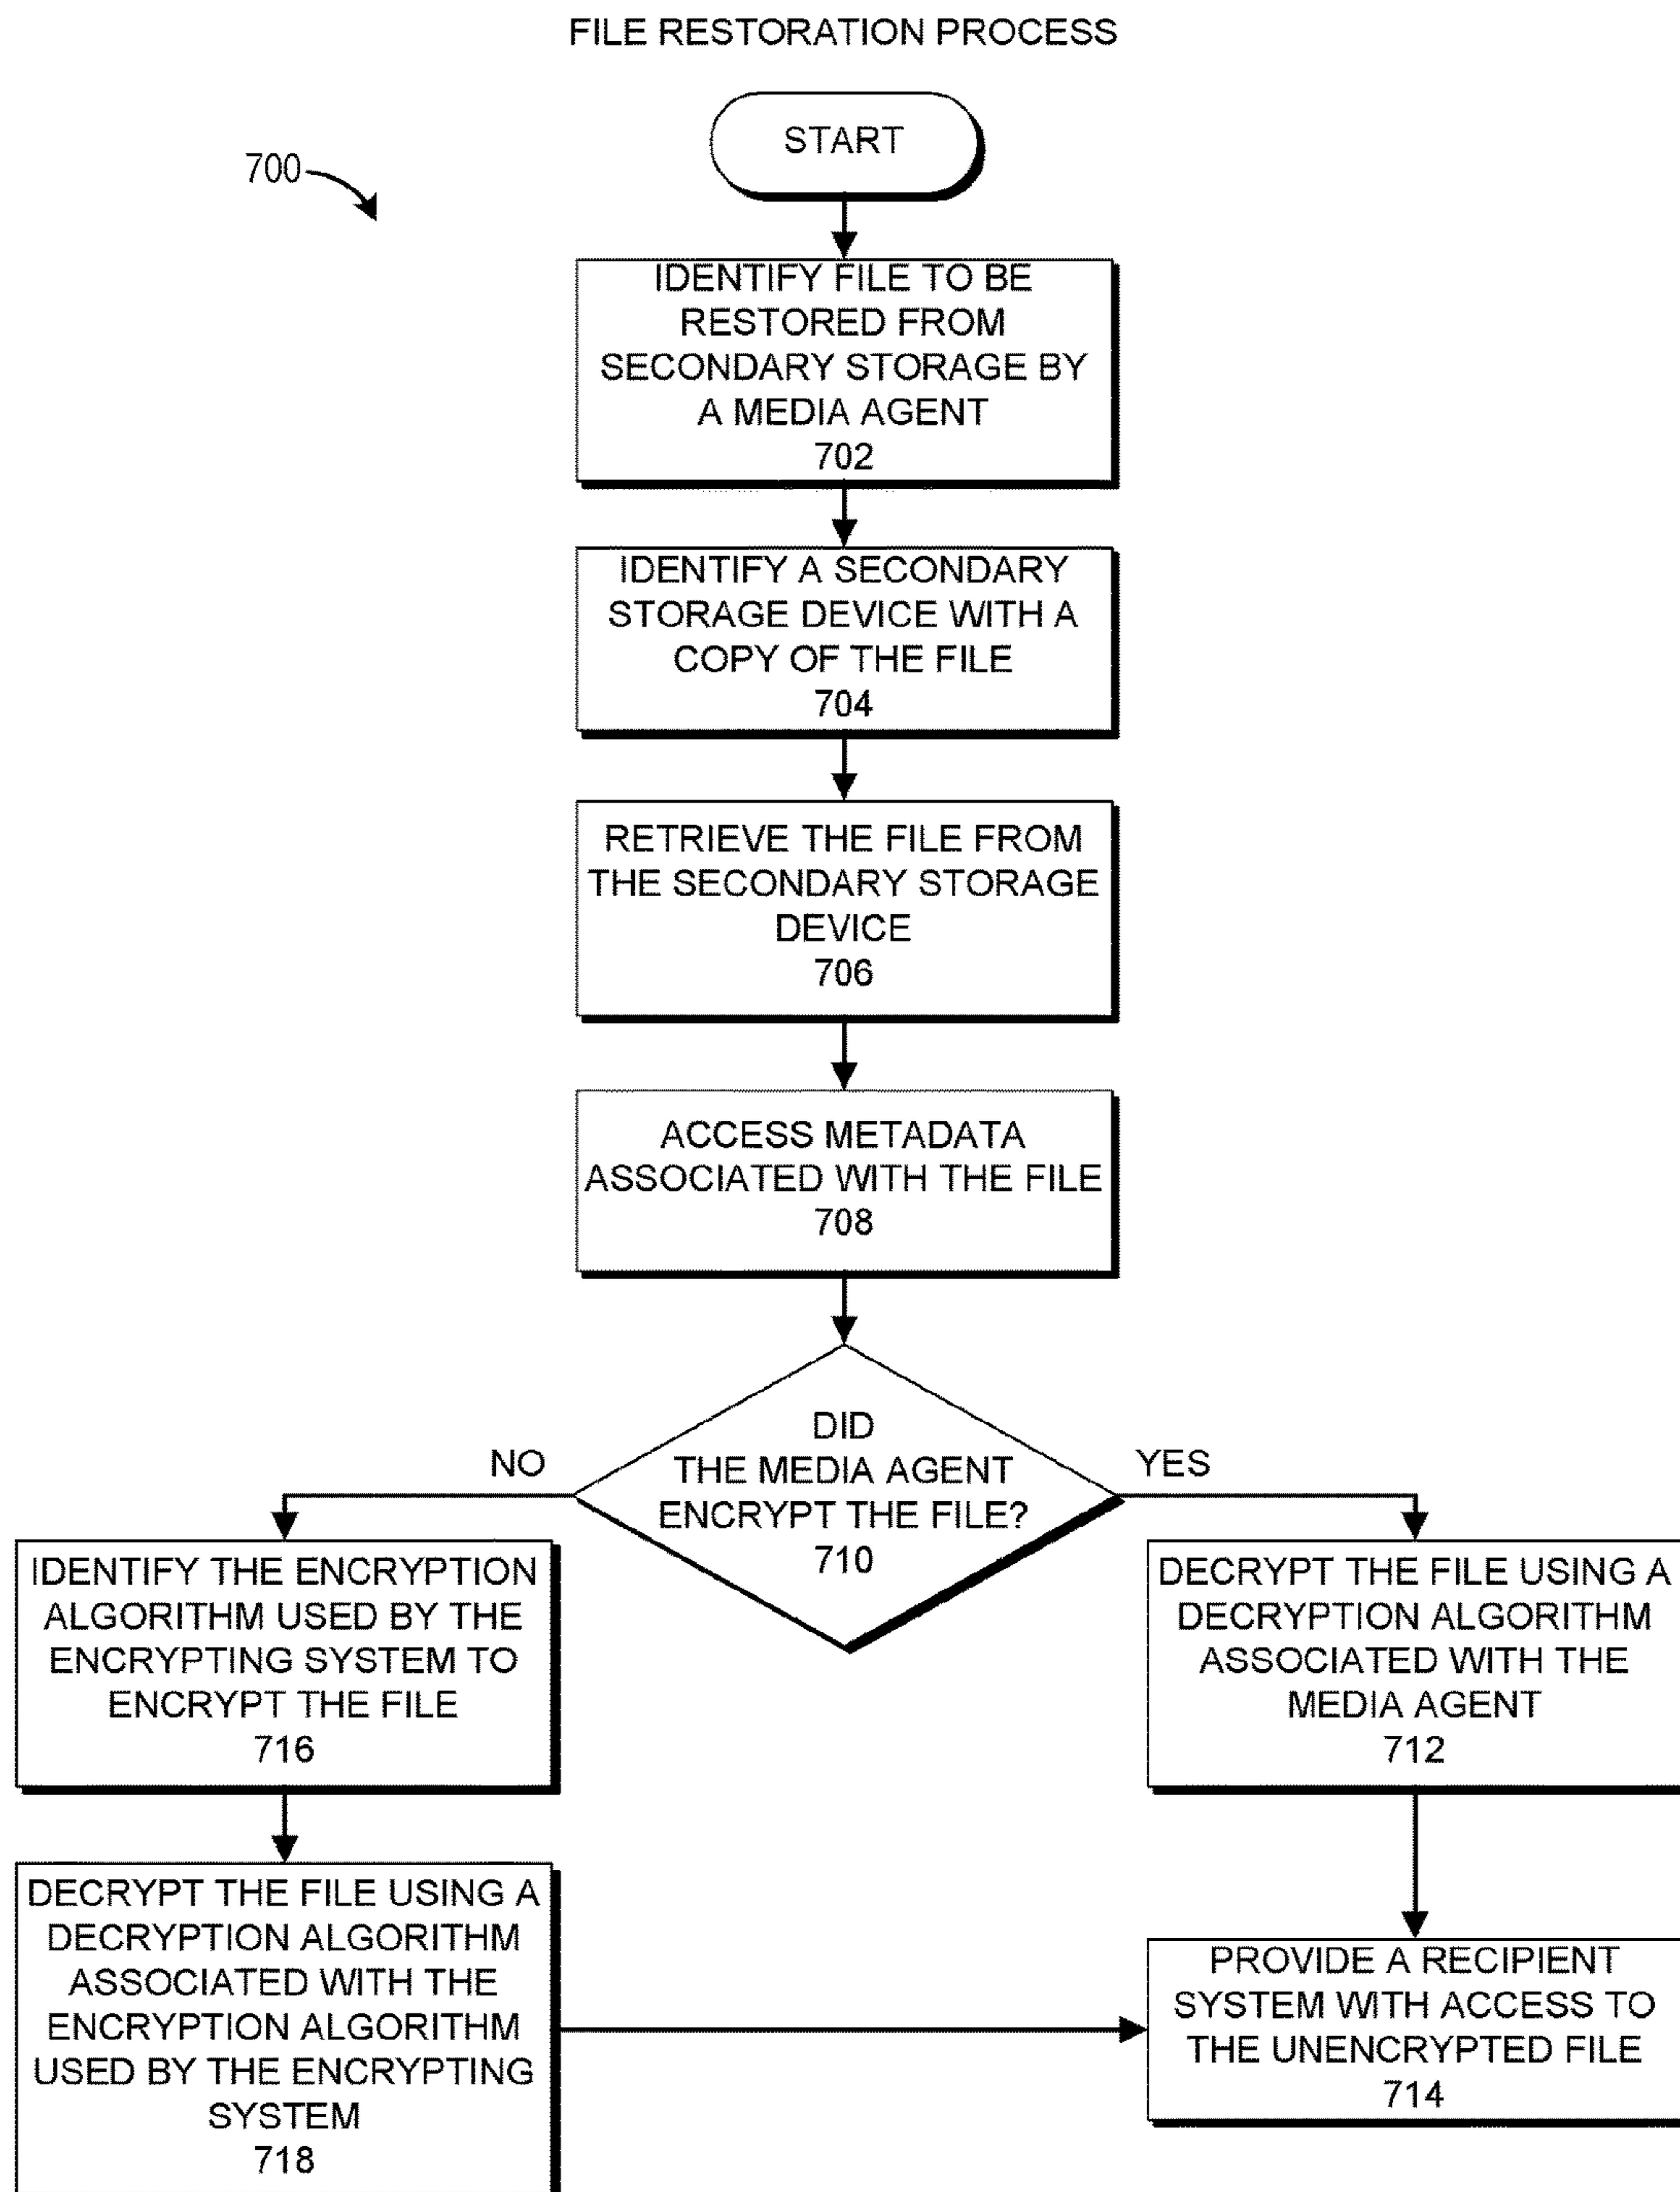 FILE RESTORATION PROCESS
START
700
IDENTIFY FILE TO BE
RESTORED FROM
SECONDARY STORAGE BY
A MEDIA AGENT
702
IDENTIFY A SECONDARY
STORAGE DEVICE WITH A
COPY OF THE FILE
704
RETRIEVE THE FILE FROM
THE SECONDARY STORAGE
DEVICE
706
ACCESS METADATA
ASSOCIATED WITH THE FILE
708
DID
THE MEDIA AGENT
ENCRYPT THE FILE?
710
NO
YES
IDENTIFY THE ENCRYPTION
ALGORITHM USED BY THE
ENCRYPTING SYSTEM TO
ENCRYPT THE FILE
716
DECRYPT THE FILE USING A
DECRYPTION ALGORITHM
ASSOCIATED WITH THE
MEDIA AGENT
712
DECRYPT THE FILE USING A
DECRYPTION ALGORITHM
ASSOCIATED WITH THE
ENCRYPTION ALGORITHM
USED BY THE ENCRYPTING
SYSTEM
718
PROVIDE A RECIPIENT
SYSTEM WITH ACCESS TO
THE UNENCRYPTED FILE
714